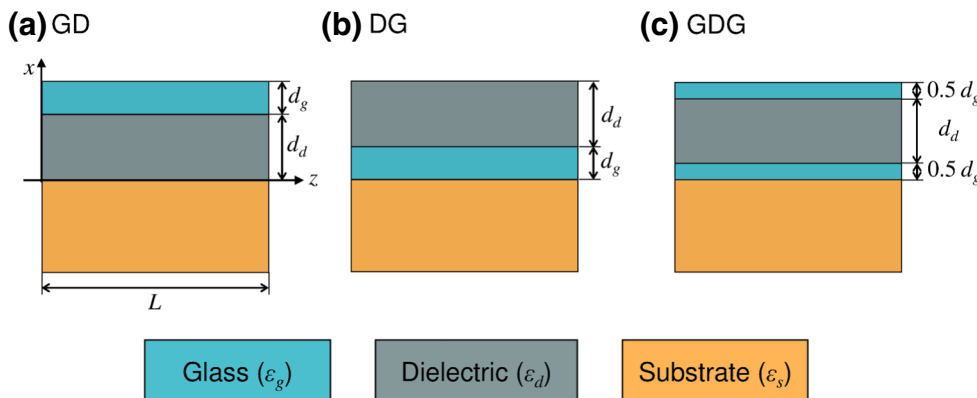 (a) GD
(b) DG
(c) GDG
x
d_g
d_d
z
L
d_d
d_g
0.5 d_g
d_d
0.5 d_g
Glass (ε_g)
Dielectric (ε_d)
Substrate (ε_s)